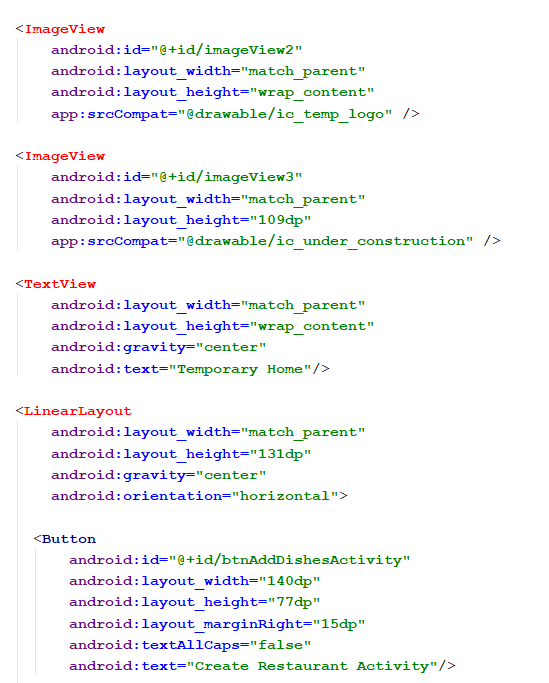 <ImageView
android:id="@+id/imageView2"
android:layout_width="match_parent"
android:layout_height="wrap_content"
app:srcCompat="@drawable/ic_temp_logo" />
<ImageView
android:id="@+id/imageView3"
android:layout_width="match_parent"
android:layout_height="109dp"
app:srcCompat="@drawable/ic_under_construction" />
<TextView
android:layout_width="match_parent"
android:layout_height="wrap_content"
android:gravity="center"
android:text="Temporary Home"/>
<LinearLayout
android:layout_width="match_parent"
android:layout_height="131dp"
android:gravity="center"
android:orientation="horizontal">
<Button
android:id="@+id/btnAddDishesActivity"
android:layout_width="140dp"
android:layout_height="77dp"
android:layout_marginRight="15dp"
android:textAllCaps="false"
android:text="Create Restaurant Activity"/>